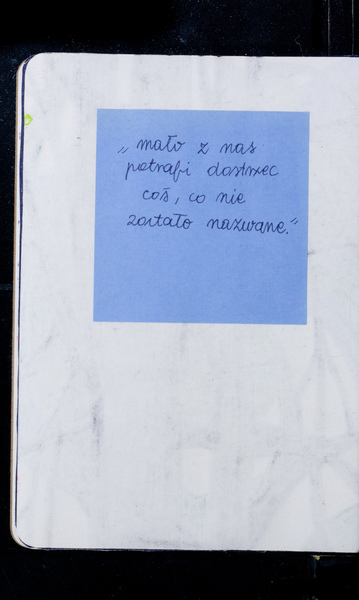 „mało z nas
potrafi dostrzec
coś, co nie
zostało nazwane.”